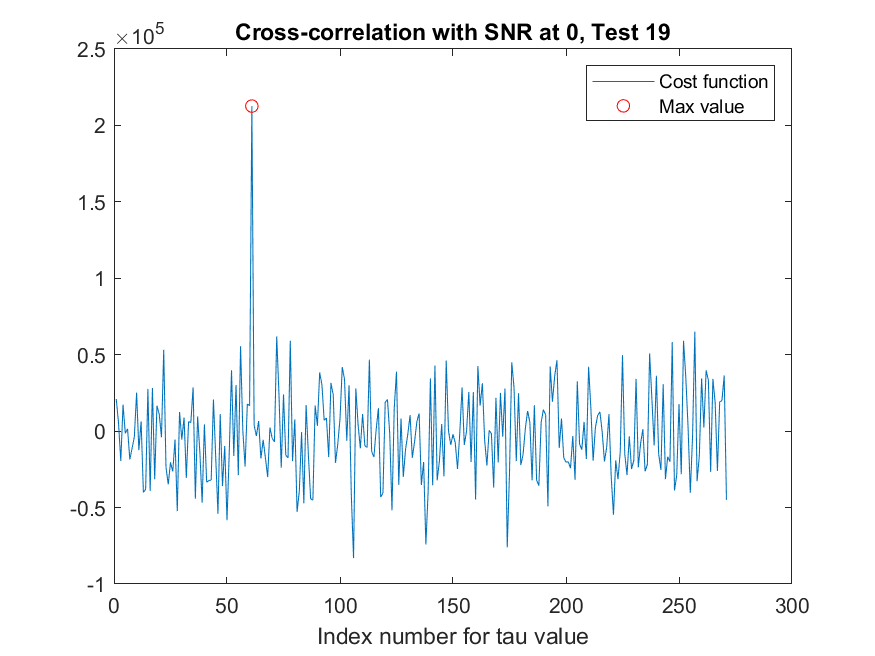 Cross-correlation with SNR at 0, Test 19
×10^5
2.5
2
1.5
1
0.5
0
-0.5
-1
Cost function
Max value
0 50 100 150 200 250 300
Index number for tau value